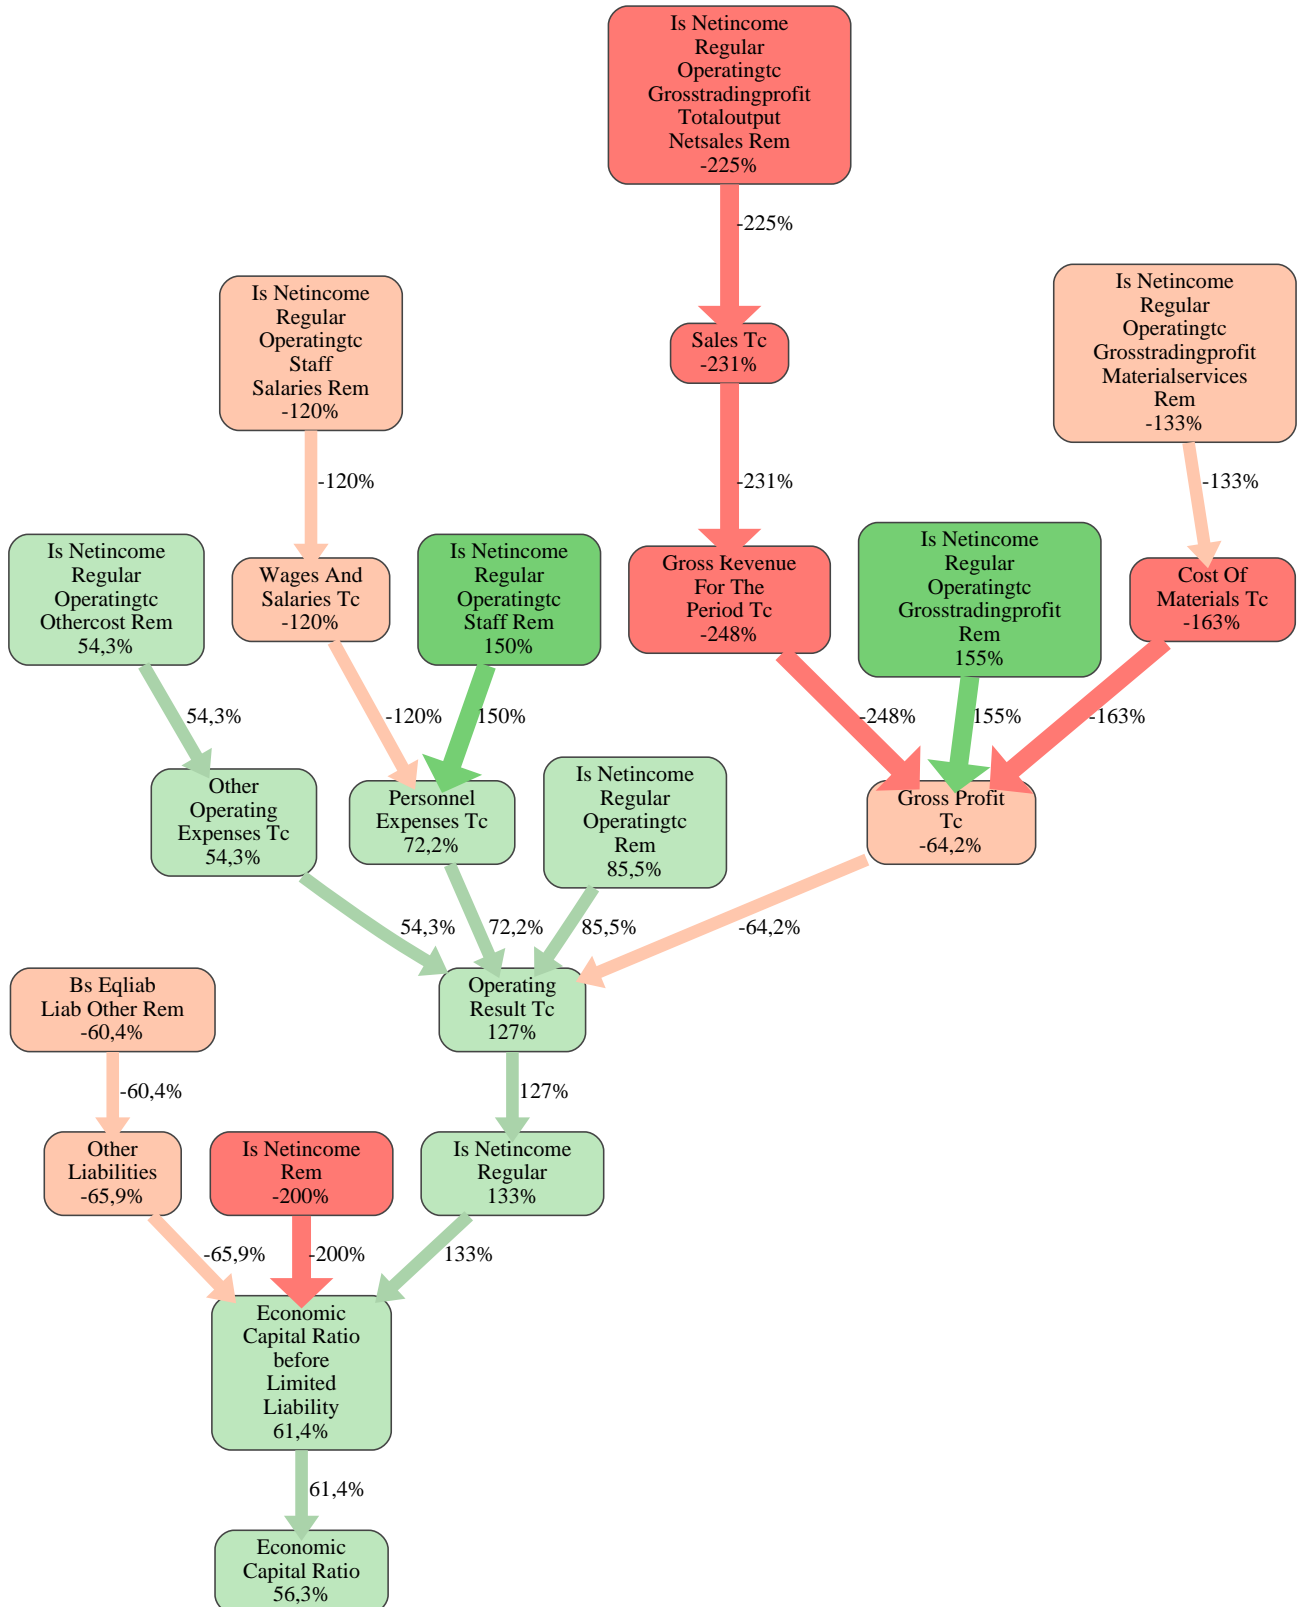 Is Netincome
Regular
Operatingtc
Grosstradingprofit
Totaloutput
Netsales Rem
-225%
-225%
Is Netincome
Regular
Operatingtc
Staff
Salaries Rem
-120%
Is Netincome
Regular
Operatingtc
Grosstradingprofit
Materialservices
Rem
-133%
Sales Tc
-231%
-120%
-231%
-133%
Is Netincome
Regular
Operatingtc
Othercost Rem
54,3%
Wages And
Salaries Tc
-120%
Is Netincome
Regular
Operatingtc
Staff Rem
150%
Gross Revenue
For The
Period Tc
-248%
Is Netincome
Regular
Operatingtc
Grosstradingprofit
Rem
155%
Cost Of
Materials Tc
-163%
54,3%
-120%
150%
-248%
155%
-163%
Other
Operating
Expenses Tc
54,3%
Personnel
Expenses Tc
72,2%
Is Netincome
Regular
Operatingtc
Rem
85,5%
Gross Profit
Tc
-64,2%
54,3%
72,2%
85,5%
-64,2%
Bs Eqliab
Liab Other Rem
-60,4%
Operating
Result Tc
127%
-60,4%
127%
Other
Liabilities
-65,9%
Is Netincome
Rem
-200%
Is Netincome
Regular
133%
-65,9%
-200%
133%
Economic
Capital Ratio
before
Limited
Liability
61,4%
61,4%
Economic
Capital Ratio
56,3%